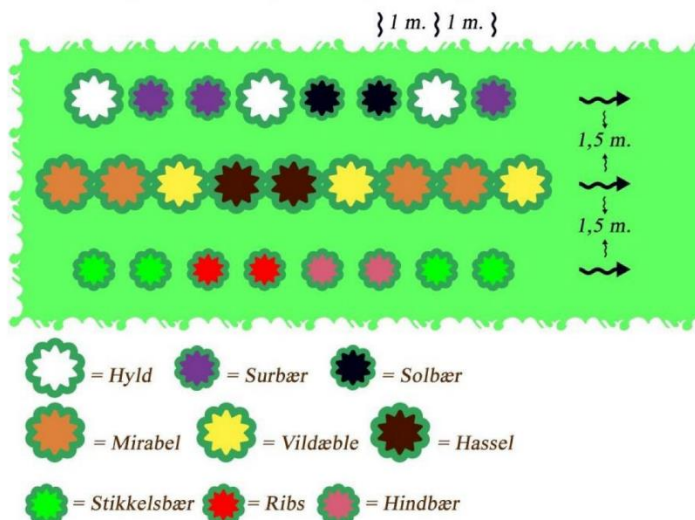 1 m. 1 m.
1,5 m.
1,5 m.
= Hyld = Surbær = Solbær
= Mirabel = Vildæble = Hassel
= Stikkelsbær = Ribs = Hindbær